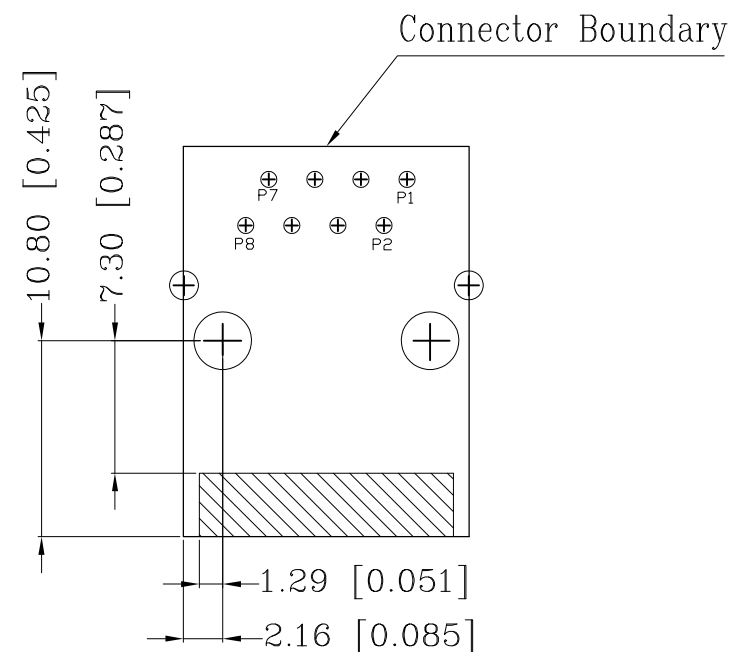 Connector Boundary
10.80 [0.425]
7.30 [0.287]
P7
P1
P8
P2
1.29 [0.051]
2.16 [0.085]